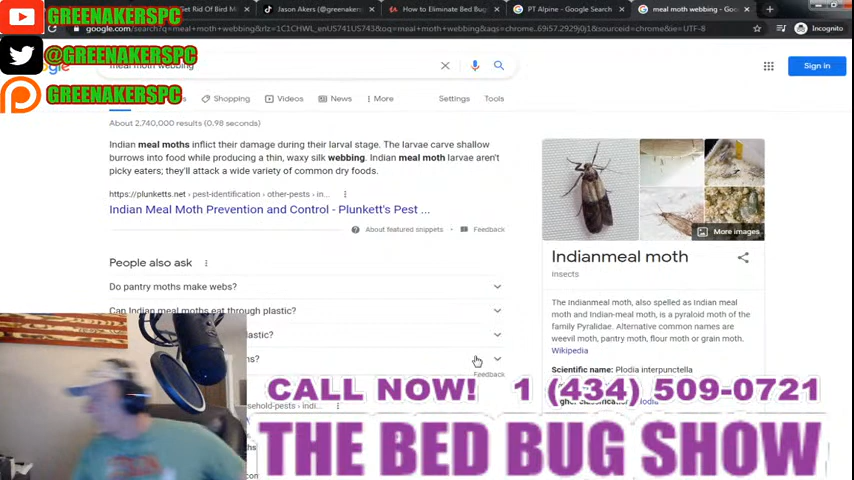 GREENAKERSPC
@GREENAKERSPC
GREENAKERSPC
Get Rid Of Bird M
Jason Akers (@greenakers
How to Eliminate Bed Bug
PT Alpine - Google Search
meal moth webbing - Goo
Incognito
meal moth webbing
Sign in
Shopping
Videos
News
More
Settings
Tools
About 2,740,000 results (0.98 seconds)
Indian meal moths inflict their damage during their larval stage. The larvae carve shallow
burrows into food while producing a thin, waxy silk webbing. Indian meal moth larvae aren't
picky eaters; they'll attack a wide variety of common dry foods.
https://plunketts.net › pest-identification › other-pests › in...
Indian Meal Moth Prevention and Control - Plunkett's Pest ...
About featured snippets
Feedback
People also ask
Do pantry moths make webs?
Can Indian meal moths eat through plastic?
Feedback
More images
Indianmeal moth
Insects
The Indianmeal moth, also spelled as Indian meal
moth and Indian-meal moth, is a pyraloid moth of the
family Pyralidae. Alternative common names are
weevil moth, pantry moth, flour moth or grain moth.
Wikipedia
Scientific name: Plodia interpunctella
CALL NOW! 1 (434) 509-0721
THE BED BUG SHOW